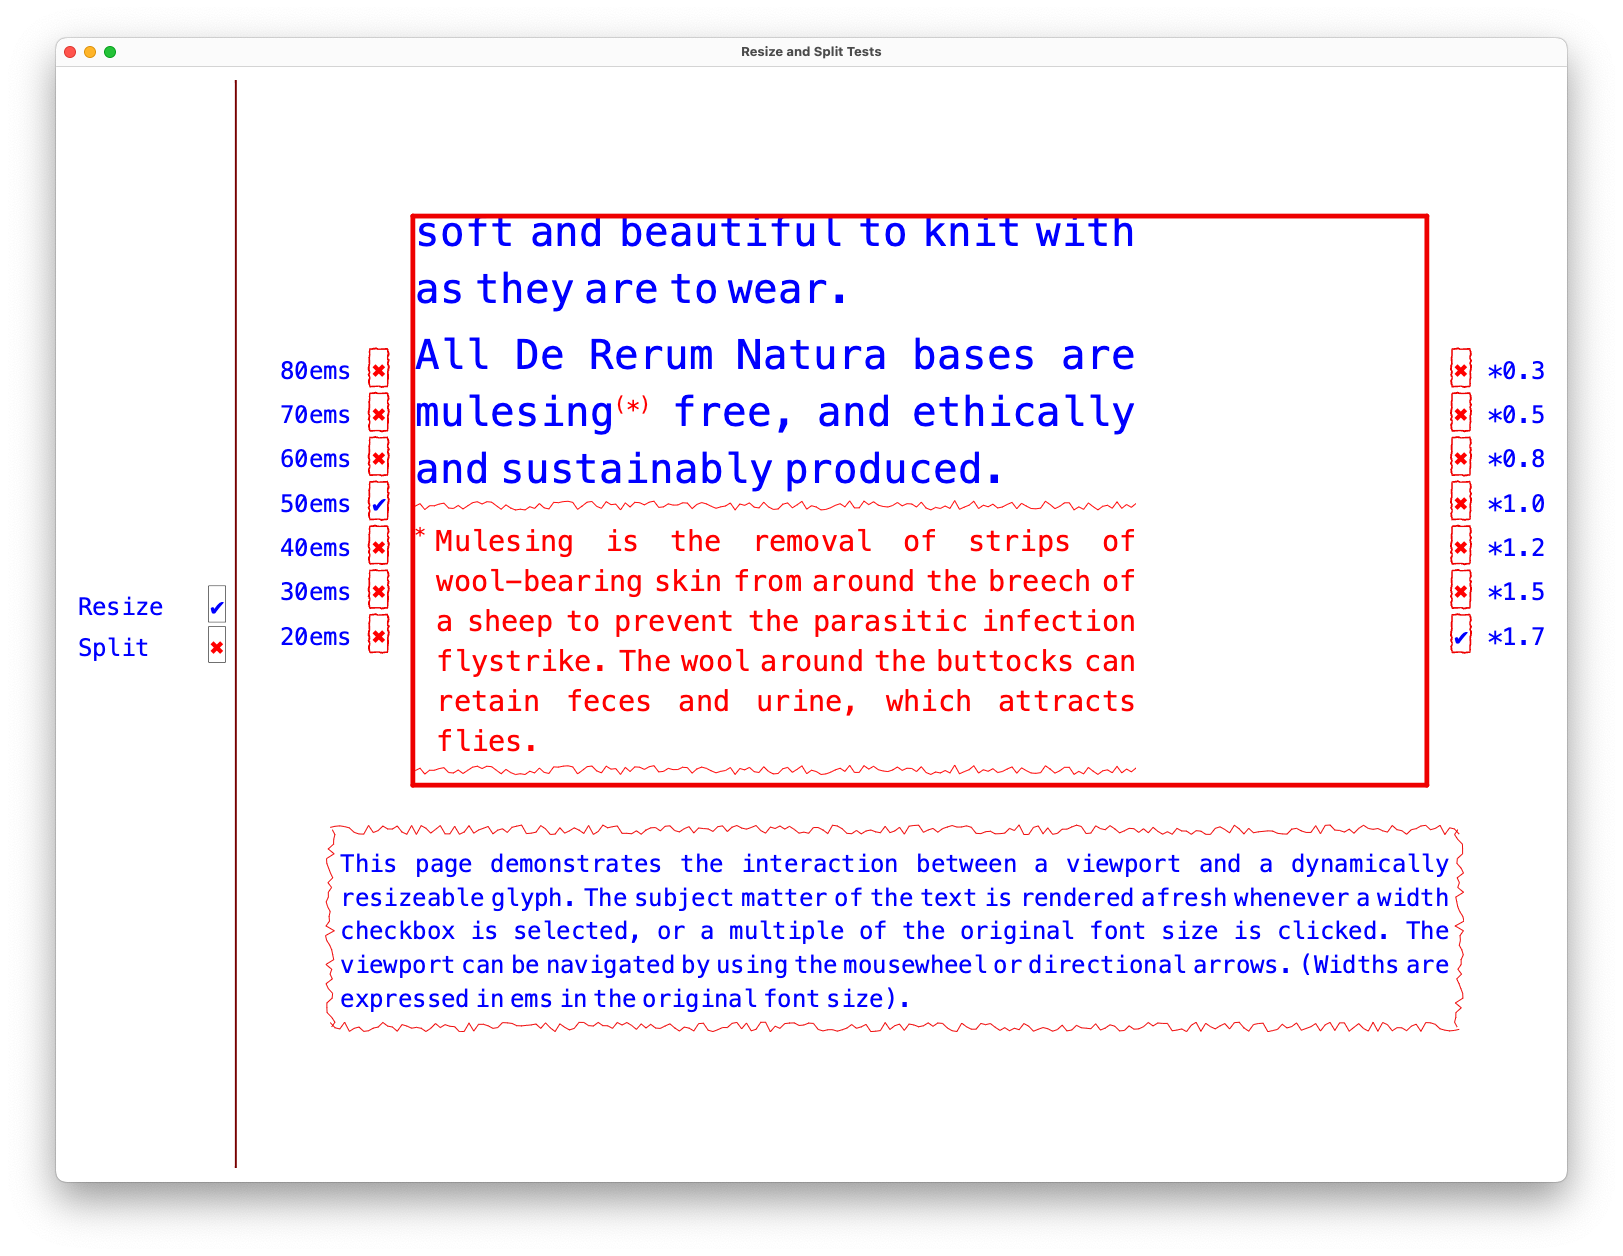 Resize and Split Tests
Resize ✔
Split ✖
80ems ✖
70ems ✖
60ems ✖
50ems ✔
40ems ✖
30ems ✖
20ems ✖
soft and beautiful to knit with
as they are to wear.
All De Rerum Natura bases are
mulesing(*) free, and ethically
and sustainably produced.
* Mulesing is the removal of strips of
wool–bearing skin from around the breech of
a sheep to prevent the parasitic infection
flystrike. The wool around the buttocks can
retain feces and urine, which attracts
flies.
✖ *0.3
✖ *0.5
✖ *0.8
✖ *1.0
✖ *1.2
✖ *1.5
✔ *1.7
This page demonstrates the interaction between a viewport and a dynamically
resizeable glyph. The subject matter of the text is rendered afresh whenever a width
checkbox is selected, or a multiple of the original font size is clicked. The
viewport can be navigated by using the mousewheel or directional arrows. (Widths are
expressed in ems in the original font size).